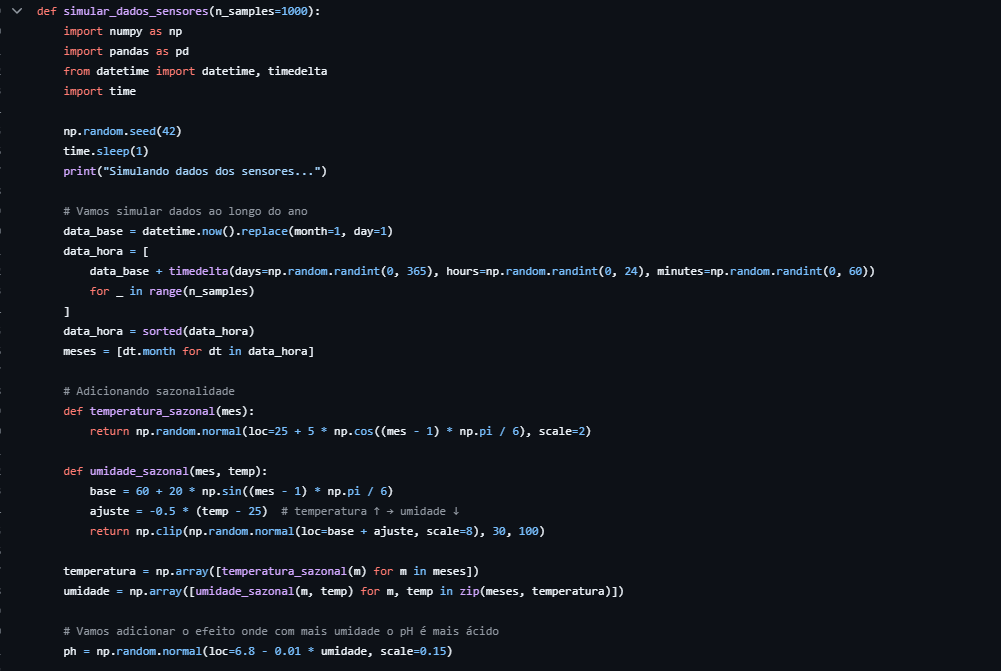 def simular_dados_sensores(n_samples=1000):
    import numpy as np
    import pandas as pd
    from datetime import datetime, timedelta
    import time

    np.random.seed(42)
    time.sleep(1)
    print("Simulando dados dos sensores...")

    # Vamos simular dados ao longo do ano
    data_base = datetime.now().replace(month=1, day=1)
    data_hora = [
        data_base + timedelta(days=np.random.randint(0, 365), hours=np.random.randint(0, 24), minutes=np.random.randint(0, 60))
        for _ in range(n_samples)
    ]
    data_hora = sorted(data_hora)
    meses = [dt.month for dt in data_hora]

    # Adicionando sazonalidade
    def temperatura_sazonal(mes):
        return np.random.normal(loc=25 + 5 * np.cos((mes - 1) * np.pi / 6), scale=2)

    def umidade_sazonal(mes, temp):
        base = 60 + 20 * np.sin((mes - 1) * np.pi / 6)
        ajuste = -0.5 * (temp - 25)  # temperatura ↑ → umidade ↓
        return np.clip(np.random.normal(loc=base + ajuste, scale=8), 30, 100)

    temperatura = np.array([temperatura_sazonal(m) for m in meses])
    umidade = np.array([umidade_sazonal(m, temp) for m, temp in zip(meses, temperatura)])

    # Vamos adicionar o efeito onde com mais umidade o pH é mais ácido
    ph = np.random.normal(loc=6.8 - 0.01 * umidade, scale=0.15)